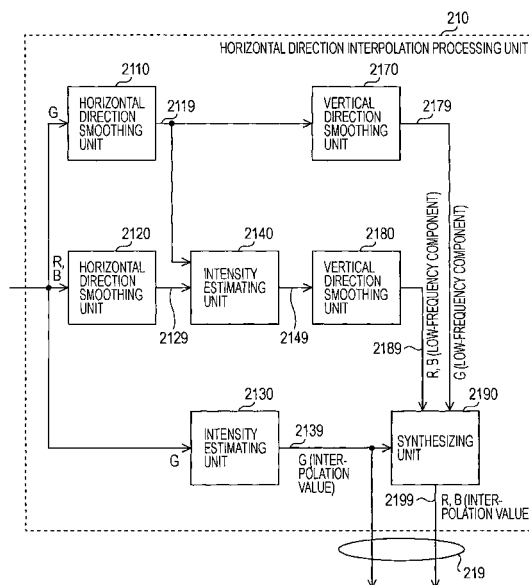 210
HORIZONTAL DIRECTION INTERPOLATION PROCESSING UNIT
2110
2119
2170
2179
G
HORIZONTAL
DIRECTION
SMOOTHING
UNIT
VERTICAL
DIRECTION
SMOOTHING
UNIT
2120
2140
2180
R,
B
HORIZONTAL
DIRECTION
SMOOTHING
UNIT
INTENSITY
ESTIMATING
UNIT
VERTICAL
DIRECTION
SMOOTHING
UNIT
2129
2149
2189
R, B (LOW-FREQUENCY COMPONENT)
G (LOW-FREQUENCY COMPONENT)
2130
2139
2190
G
INTENSITY
ESTIMATING
UNIT
G (INTER-
POLATION
VALUE)
SYNTHESIZING
UNIT
2199
R, B (INTER-
POLATION
VALUE)
219